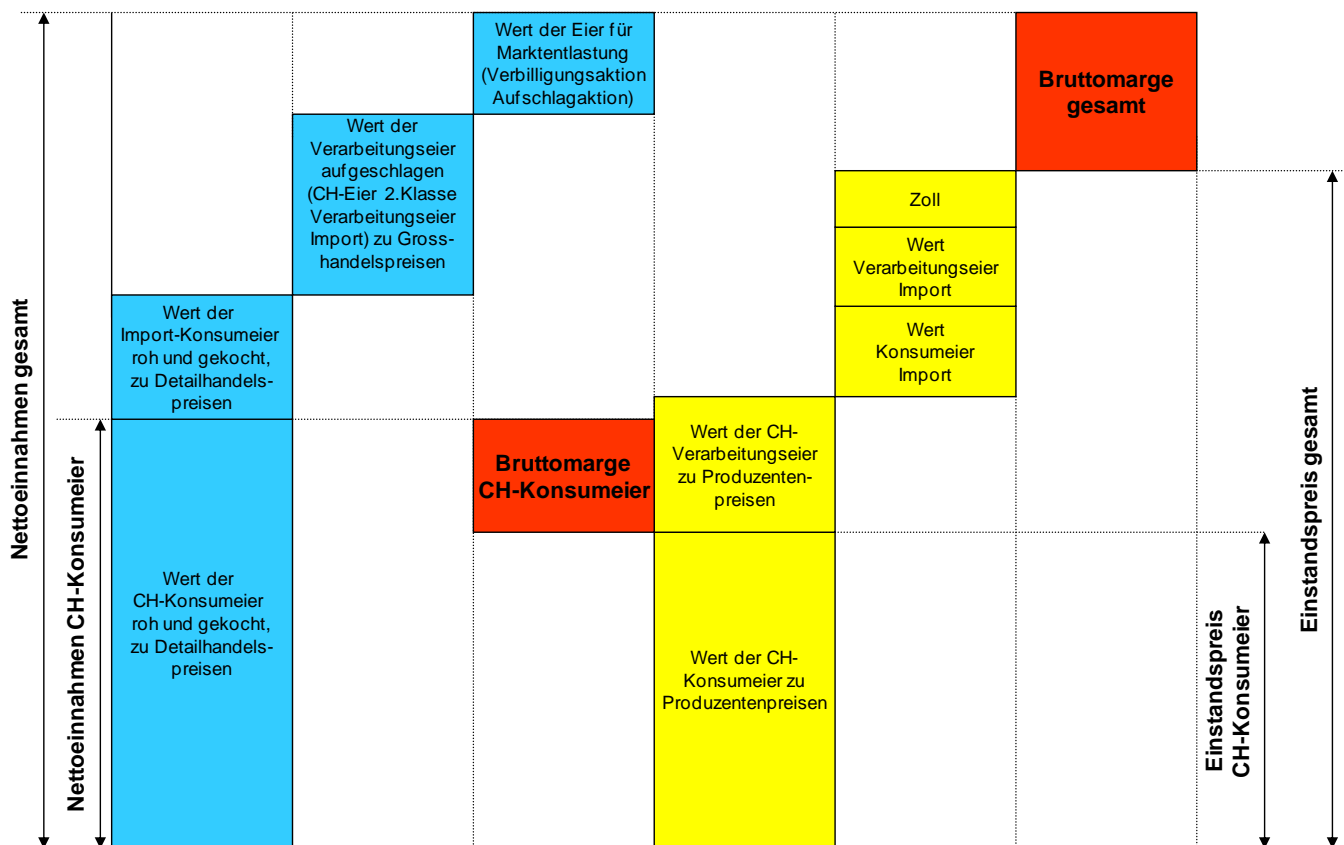 Wert der Eier für
Marktentlastung
(Verbilligungsaktion
Aufschlagaktion)
Bruttomarge
gesamt
Wert der
Verarbeitungseier
aufgeschlagen
(CH-Eier 2.Klasse
Verarbeitungseier
Import) zu Gross-
handelspreisen
Zoll
Wert
Verarbeitungseier
Import
Wert der
Import-Konsumeier
roh und gekocht,
zu Detailhandels-
preisen
Wert
Konsumeier
Import
Bruttomarge
CH-Konsumeier
Wert der CH-
Verarbeitungseier
zu Produzenten-
preisen
Wert der
CH-Konsumeier
roh und gekocht,
zu Detailhandels-
preisen
Wert der CH-
Konsumeier zu
Produzentenpreisen
Nettoeinnahmen gesamt
Nettoeinnahmen CH-Konsumeier
Einstandspreis
CH-Konsumeier
Einstandspreis gesamt